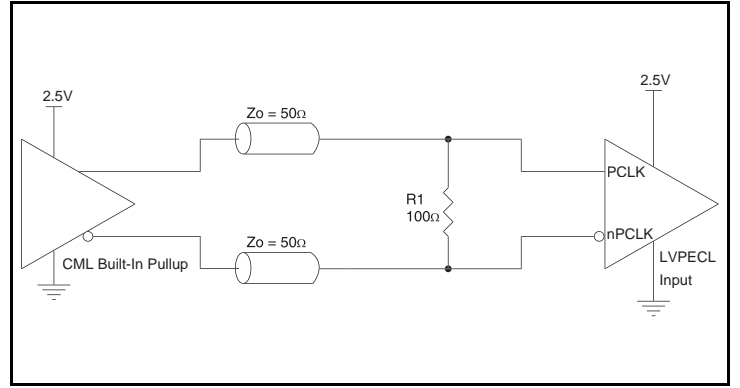 2.5V
2.5V
Zo = 50Ω
PCLK
R1
100Ω
nPCLK
Zo = 50Ω
CML Built-In Pullup
LVPECL
Input